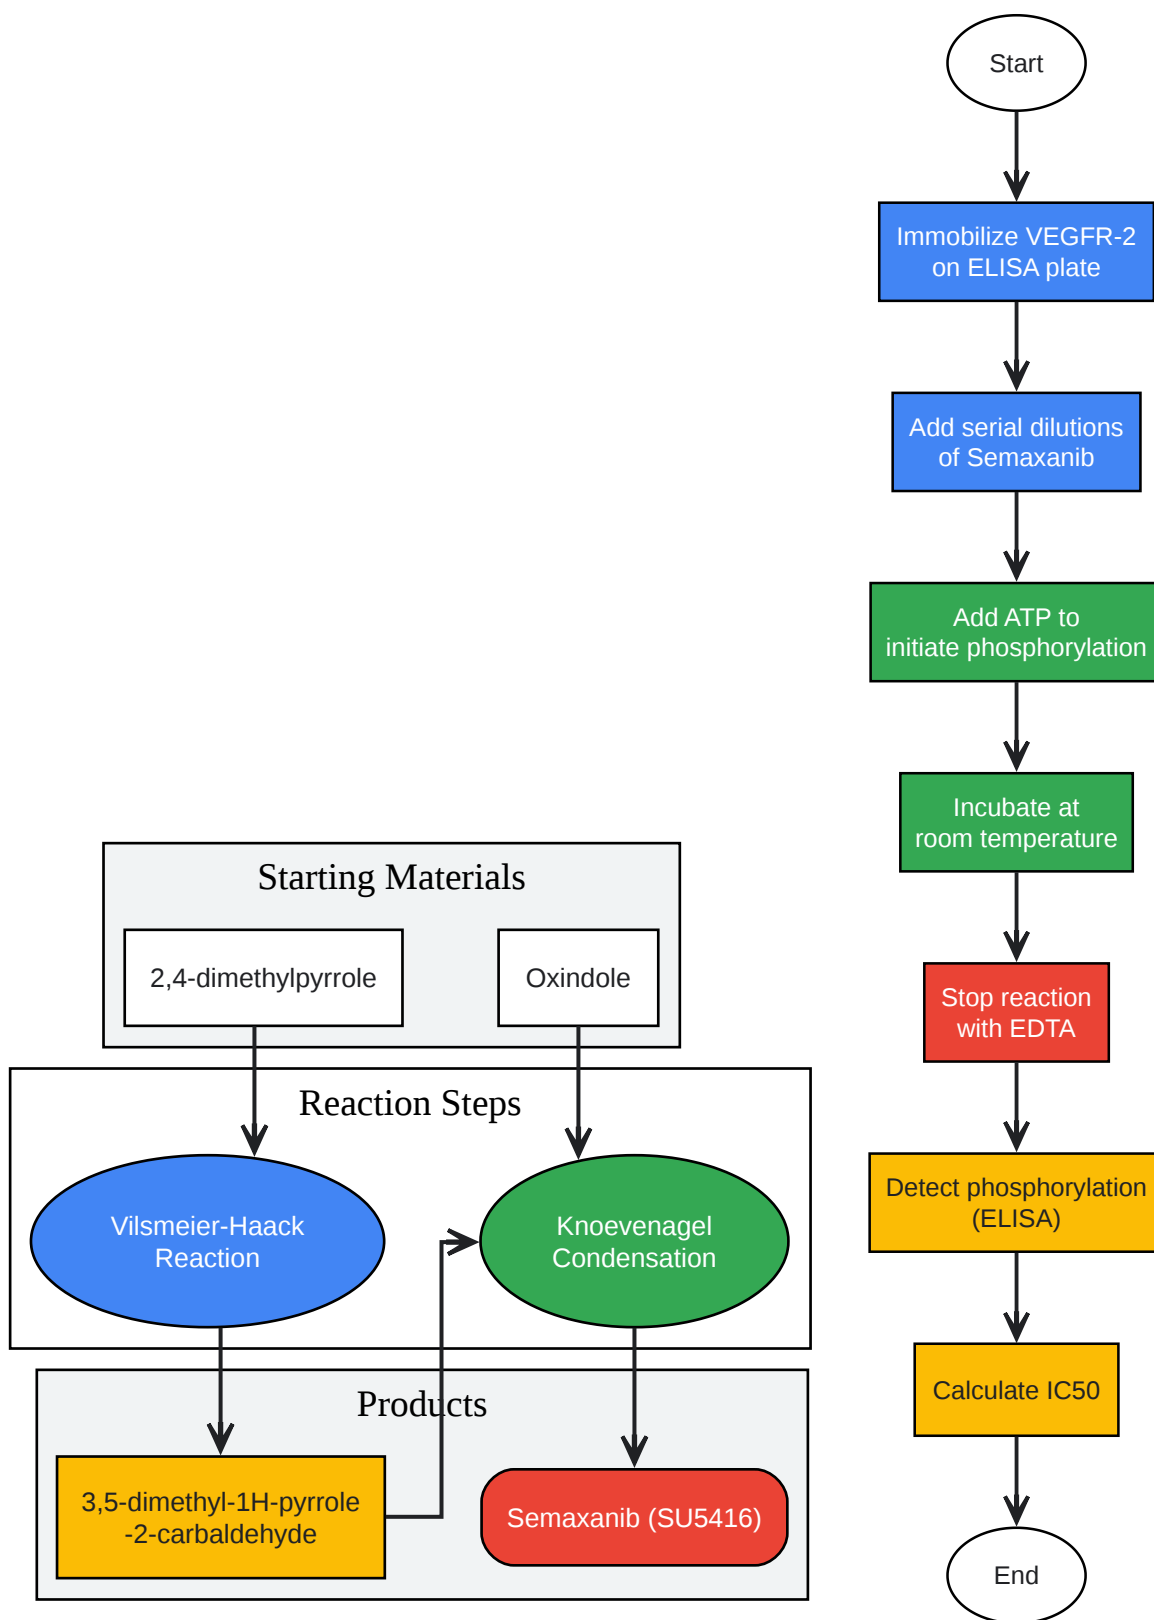 Starting Materials
2,4-dimethylpyrrole
Oxindole
Reaction Steps
Vilsmeier-Haack
Reaction
Knoevenagel
Condensation
Products
3,5-dimethyl-1H-pyrrole
-2-carbaldehyde
Semaxanib (SU5416)
Start
Immobilize VEGFR-2
on ELISA plate
Add serial dilutions
of Semaxanib
Add ATP to
initiate phosphorylation
Incubate at
room temperature
Stop reaction
with EDTA
Detect phosphorylation
(ELISA)
Calculate IC50
End